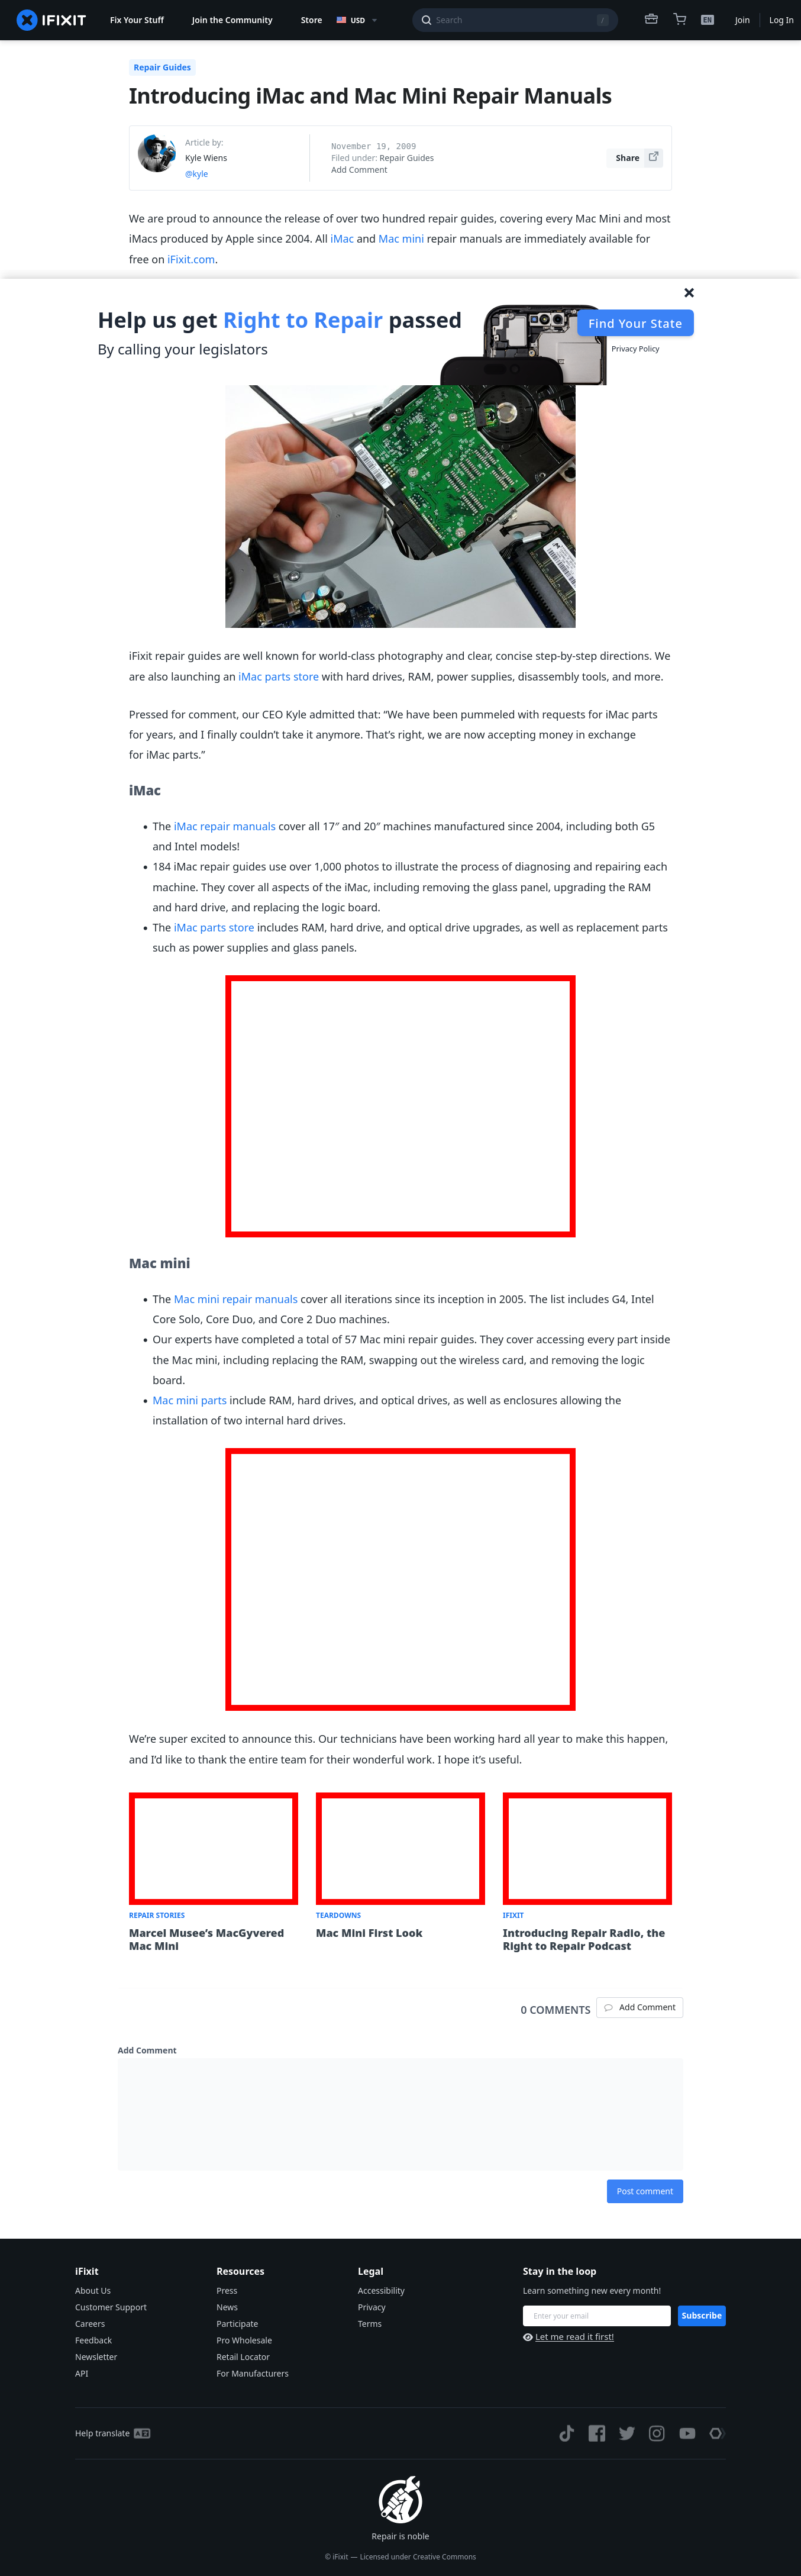 IFIXIT
Fix Your Stuff
Join the Community
Store
USD
Search
/
EN
Join
Log In
Repair Guides
Introducing iMac and Mac Mini Repair Manuals
Article by:
Kyle Wiens
@kyle
November 19, 2009
Filed under: Repair Guides
Add Comment
Share
We are proud to announce the release of over two hundred repair guides, covering every Mac Mini and most
iMacs produced by Apple since 2004. All iMac and Mac mini repair manuals are immediately available for
free on iFixit.com.
Help us get Right to Repair passed
By calling your legislators
Find Your State
Privacy Policy
iFixit repair guides are well known for world-class photography and clear, concise step-by-step directions. We
are also launching an iMac parts store with hard drives, RAM, power supplies, disassembly tools, and more.
Pressed for comment, our CEO Kyle admitted that: “We have been pummeled with requests for iMac parts
for years, and I finally couldn’t take it anymore. That’s right, we are now accepting money in exchange
for iMac parts.”
iMac
• The iMac repair manuals cover all 17″ and 20″ machines manufactured since 2004, including both G5
and Intel models!
• 184 iMac repair guides use over 1,000 photos to illustrate the process of diagnosing and repairing each
machine. They cover all aspects of the iMac, including removing the glass panel, upgrading the RAM
and hard drive, and replacing the logic board.
• The iMac parts store includes RAM, hard drive, and optical drive upgrades, as well as replacement parts
such as power supplies and glass panels.
Mac mini
• The Mac mini repair manuals cover all iterations since its inception in 2005. The list includes G4, Intel
Core Solo, Core Duo, and Core 2 Duo machines.
• Our experts have completed a total of 57 Mac mini repair guides. They cover accessing every part inside
the Mac mini, including replacing the RAM, swapping out the wireless card, and removing the logic
board.
• Mac mini parts include RAM, hard drives, and optical drives, as well as enclosures allowing the
installation of two internal hard drives.
We’re super excited to announce this. Our technicians have been working hard all year to make this happen,
and I’d like to thank the entire team for their wonderful work. I hope it’s useful.
REPAIR STORIES
Marcel Musee’s MacGyvered
Mac Mini
TEARDOWNS
Mac Mini First Look
IFIXIT
Introducing Repair Radio, the
Right to Repair Podcast
0 COMMENTS
Add Comment
Add Comment
Post comment
iFixit
About Us
Customer Support
Careers
Feedback
Newsletter
API
Resources
Press
News
Participate
Pro Wholesale
Retail Locator
For Manufacturers
Legal
Accessibility
Privacy
Terms
Stay in the loop
Learn something new every month!
Enter your email
Subscribe
Let me read it first!
Help translate
Repair is noble
© iFixit — Licensed under Creative Commons